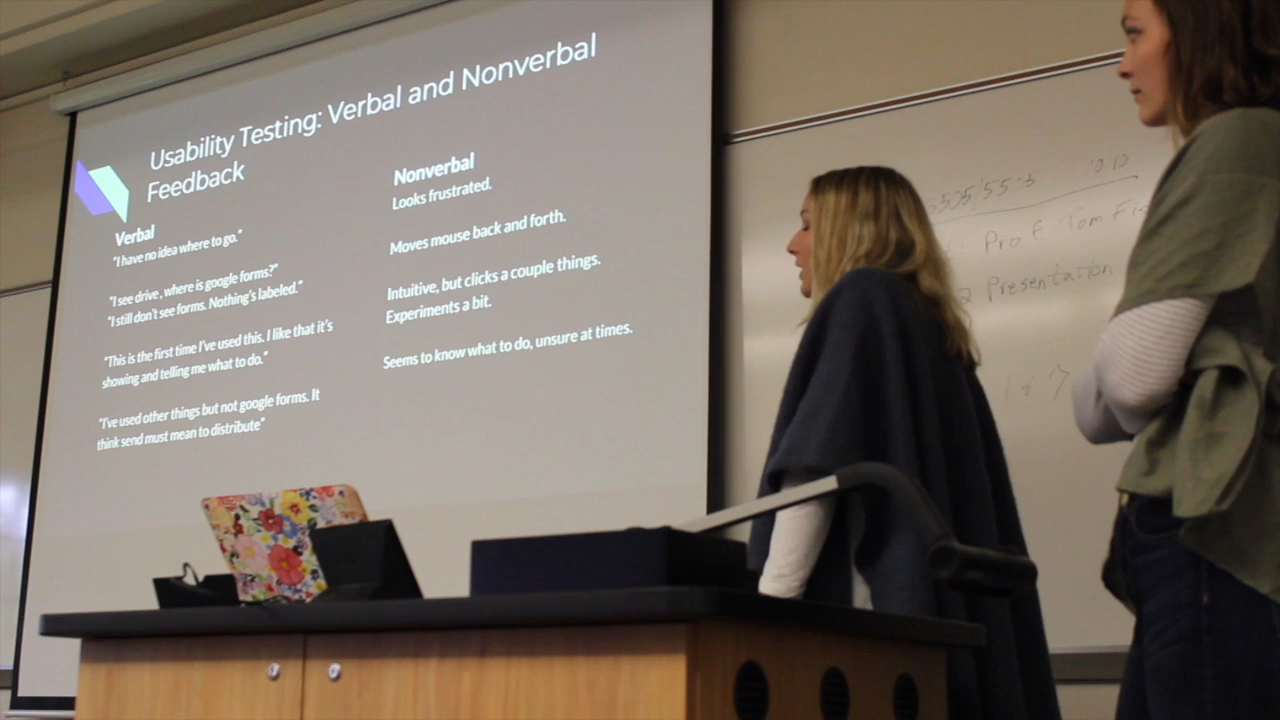 Usability Testing: Verbal and Nonverbal
Feedback
Verbal
"I have no idea where to go."
"I see drive , where is google forms?"
"I still don't see forms. Nothing's labeled."
"This is the first time I've used this. I like that it's
showing and telling me what to do."
"I've used other things but not google forms. It
think send must mean to distribute"
Nonverbal
Looks frustrated.
Moves mouse back and forth.
Intuitive, but clicks a couple things.
Experiments a bit.
Seems to know what to do, unsure at times.
Prof. Tom
Presentation